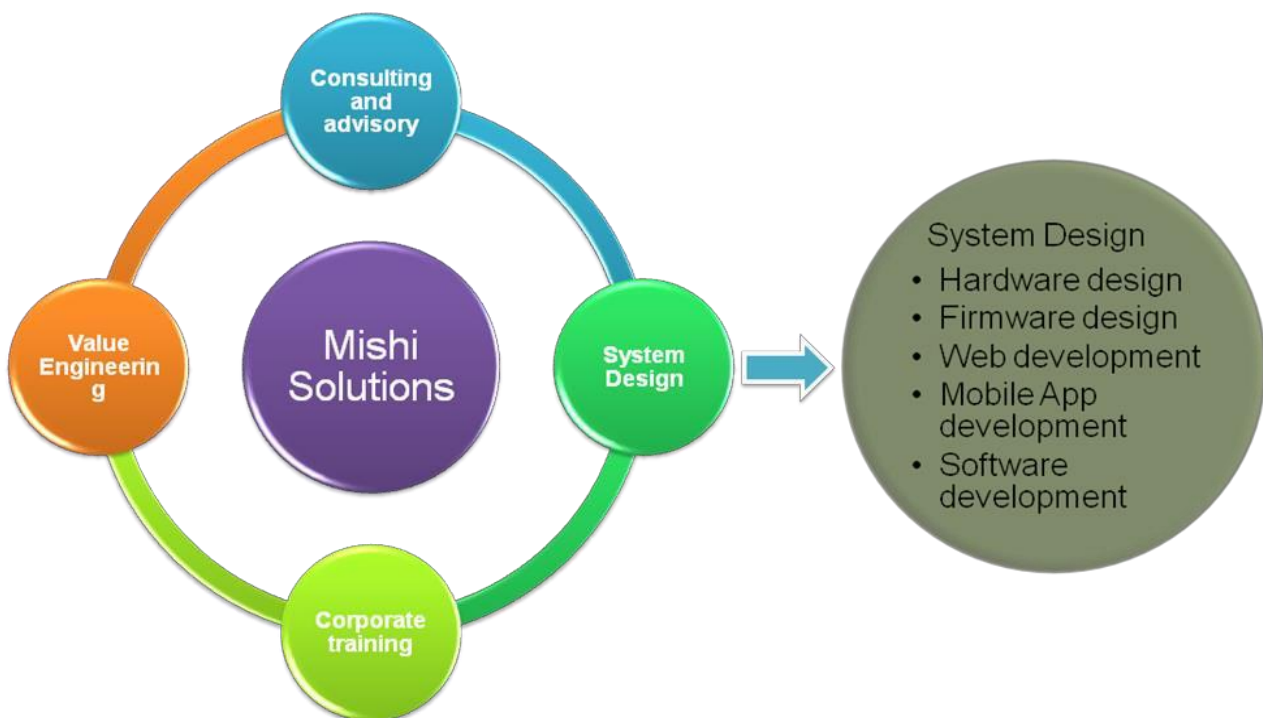 Consulting
and
advisory
Value
Engineerin
g
Mishi
Solutions
System
Design
Corporate
training
System Design
• Hardware design
• Firmware design
• Web development
• Mobile App
development
• Software
development